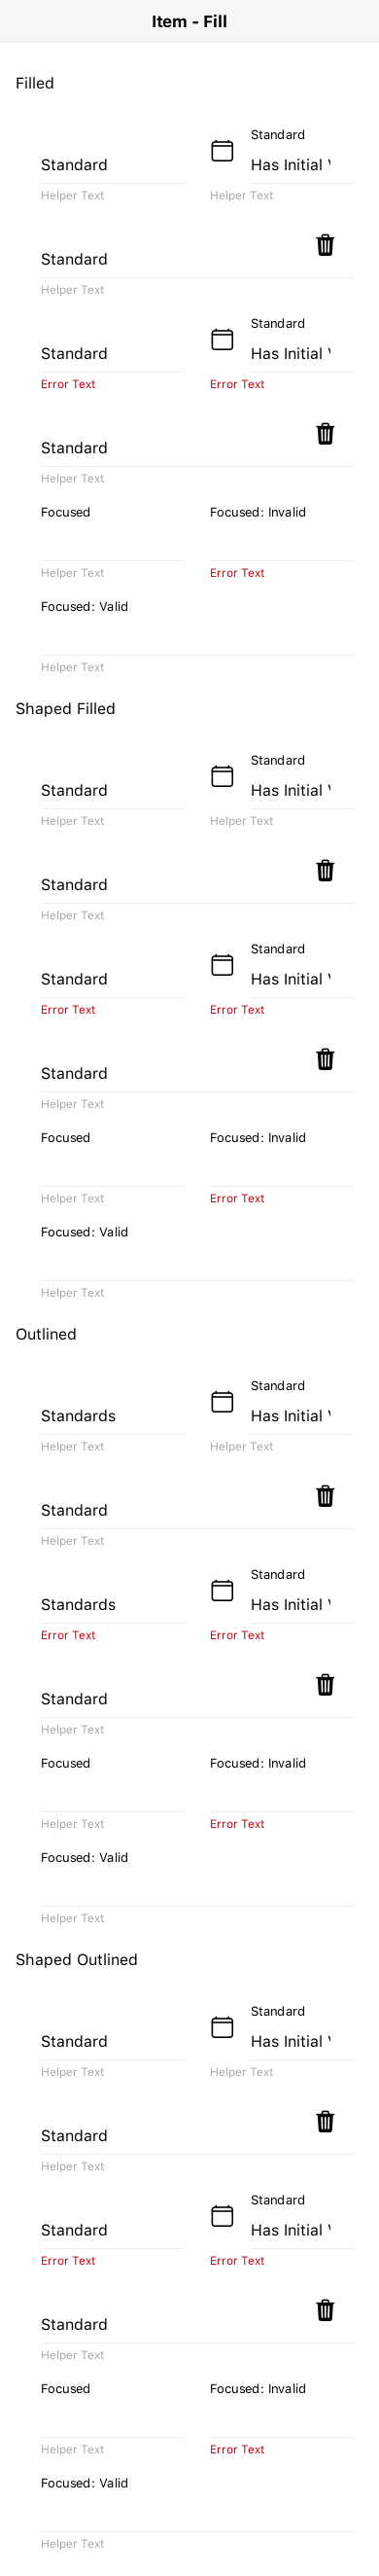 Item - Fill
Filled
Standard
Standard
Has Initial
Helper Text
Helper Text
Standard
Helper Text
Standard
Standard
Has Initial
Error Text
Error Text
Standard
Helper Text
Focused
Focused: Invalid
Helper Text
Error Text
Focused: Valid
Helper Text
Shaped Filled
Standard
Standard
Has Initial
Helper Text
Helper Text
Standard
Helper Text
Standard
Standard
Has Initial
Error Text
Error Text
Standard
Helper Text
Focused
Focused: Invalid
Helper Text
Error Text
Focused: Valid
Helper Text
Outlined
Standard
Standards
Has Initial
Helper Text
Helper Text
Standard
Helper Text
Standard
Standards
Has Initial
Error Text
Error Text
Standard
Helper Text
Focused
Focused: Invalid
Helper Text
Error Text
Focused: Valid
Helper Text
Shaped Outlined
Standard
Standard
Has Initial
Helper Text
Helper Text
Standard
Helper Text
Standard
Standard
Has Initial
Error Text
Error Text
Standard
Helper Text
Focused
Focused: Invalid
Helper Text
Error Text
Focused: Valid
Helper Text